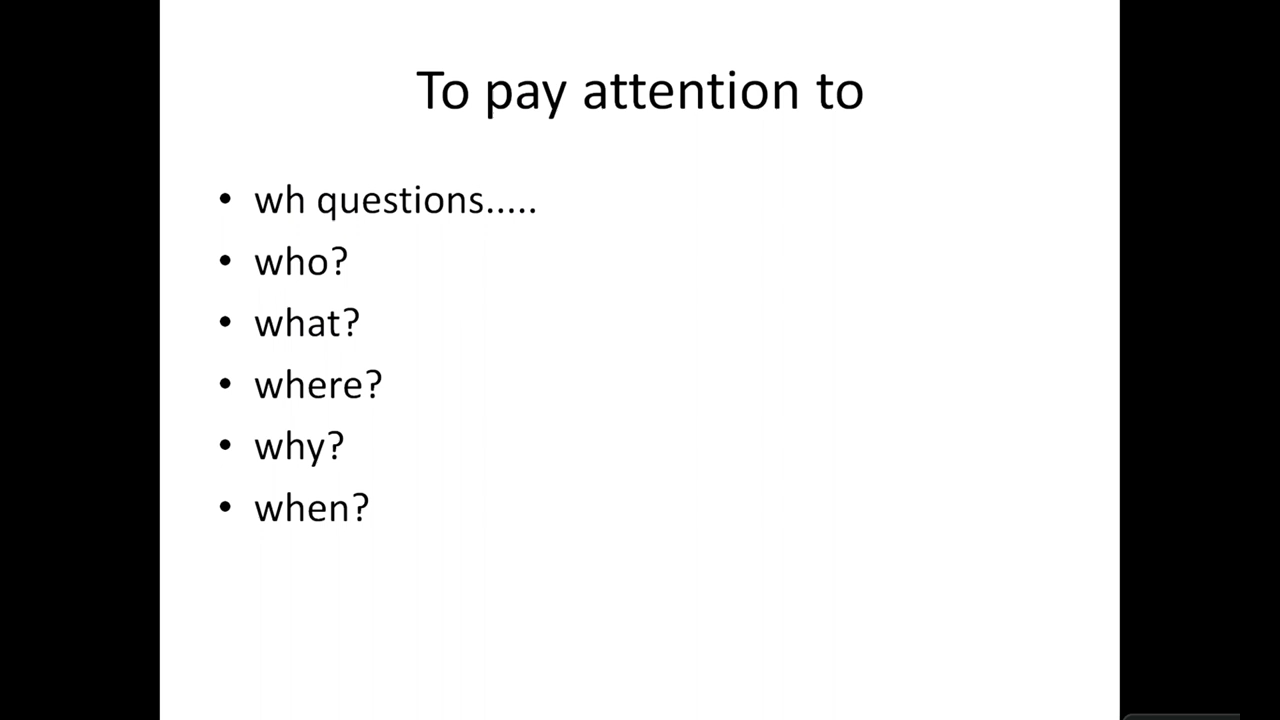 To pay attention to
• wh questions.....
• who?
• what?
• where?
• why?
• when?